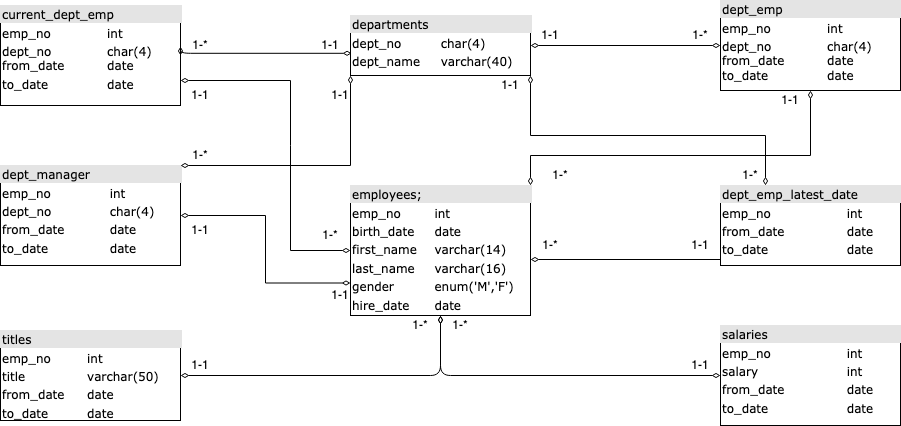 current_dept_emp
emp_no int
dept_no char(4)
from_date date
to_date date
departments
dept_no char(4)
dept_name varchar(40)
dept_emp
emp_no int
dept_no char(4)
from_date date
to_date date
1-*
1-1
1-1
1-*
1-1
1-1
1-1
1-1
1-*
dept_manager
emp_no int
dept_no char(4)
from_date date
to_date date
1-1
1-*
1-1
employees;
emp_no int
birth_date date
first_name varchar(14)
last_name varchar(16)
gender enum('M','F')
hire_date date
1-*
1-*
1-*
1-1
dept_emp_latest_date
emp_no int
from_date date
to_date date
1-*
1-*
titles
emp_no int
title varchar(50)
from_date date
to_date date
1-1
1-1
salaries
emp_no int
salary int
from_date date
to_date date